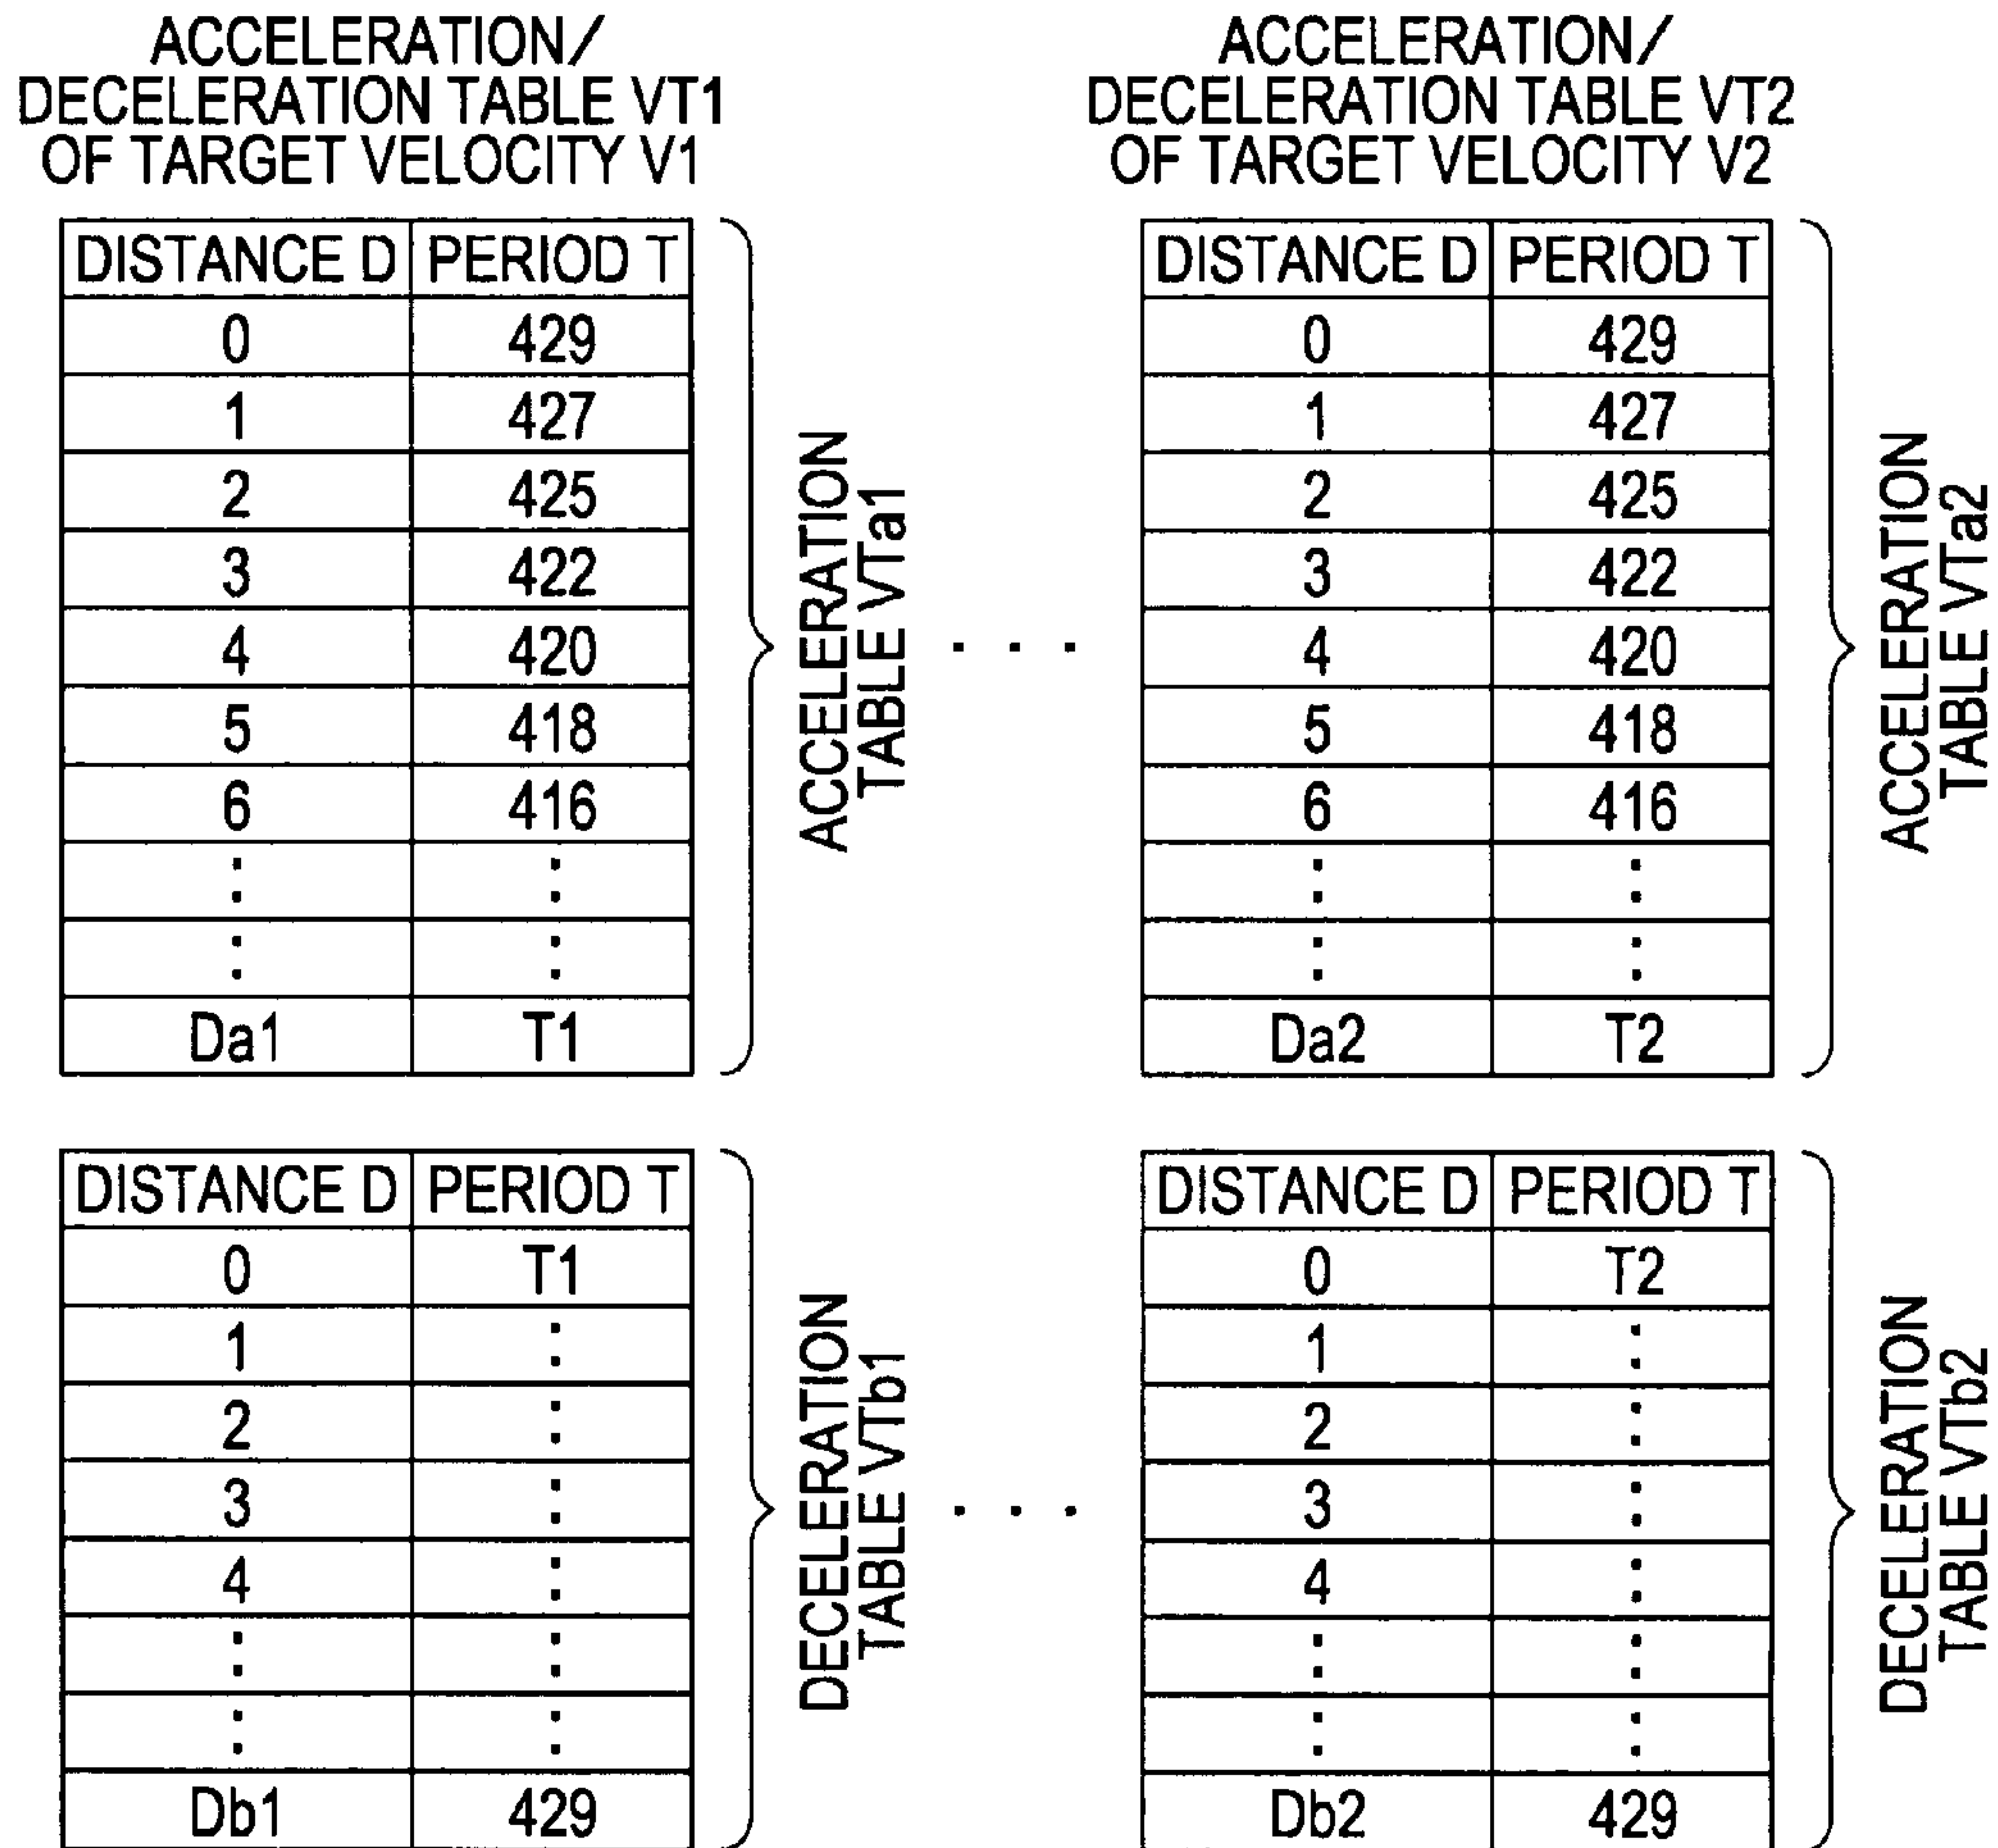 ACCELERATION/
DECELERATION TABLE VT1
OF TARGET VELOCITY V1
DISTANCE D PERIOD T
0 429
1 427
2 425
3 422
4 420
5 418
6 416
: :
: :
Da1 T1
ACCELERATION
TABLE VTa1
DISTANCE D PERIOD T
0 T1
1 :
2 :
3 :
4 :
: :
: :
Db1 429
DECELERATION
TABLE VTb1
. . .
. . .
ACCELERATION/
DECELERATION TABLE VT2
OF TARGET VELOCITY V2
DISTANCE D PERIOD T
0 429
1 427
2 425
3 422
4 420
5 418
6 416
: :
: :
Da2 T2
ACCELERATION
TABLE VTa2
DISTANCE D PERIOD T
0 T2
1 :
2 :
3 :
4 :
: :
: :
Db2 429
DECELERATION
TABLE VTb2